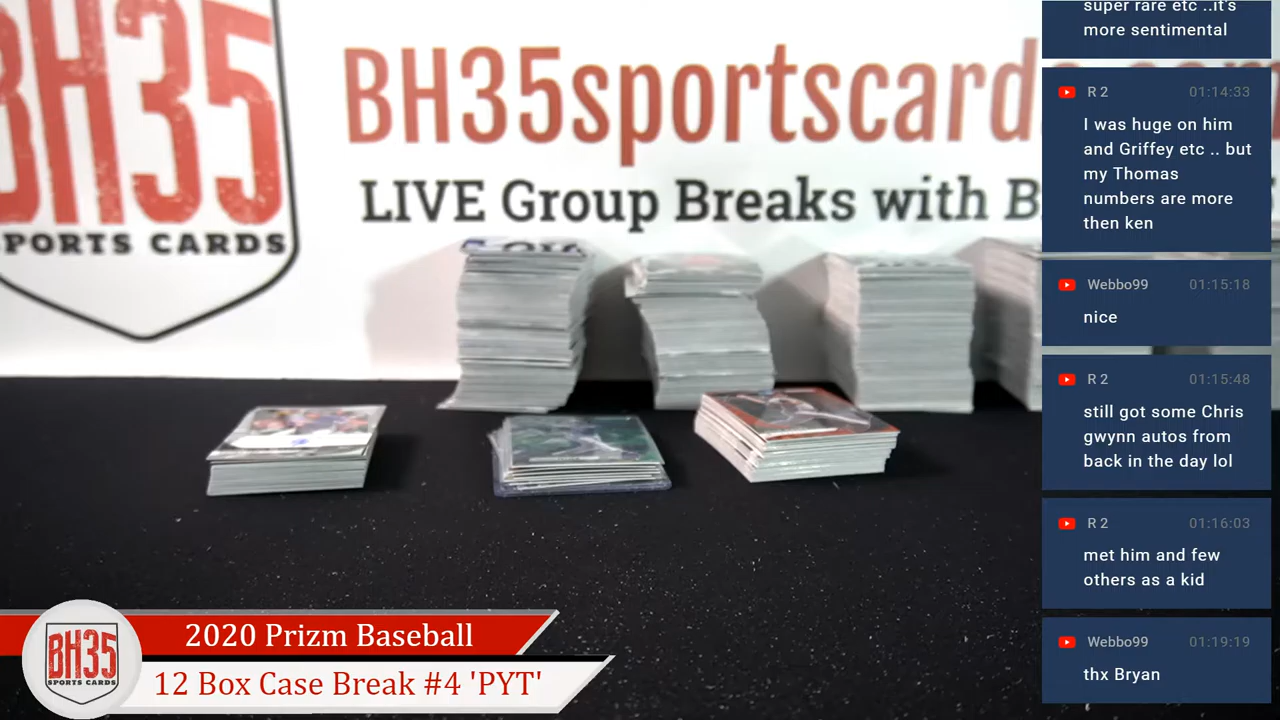 BH35
SPORTS CARDS
BH35sportscards.com
LIVE Group Breaks with B
super rare etc ..it's
more sentimental
R 2 01:14:33
I was huge on him
and Griffey etc .. but
my Thomas
numbers are more
then ken
Webbo99 01:15:18
nice
R 2 01:15:48
still got some Chris
gwynn autos from
back in the day lol
R 2 01:16:03
met him and few
others as a kid
Webbo99 01:19:19
thx Bryan
BH35
SPORTS CARDS
2020 Prizm Baseball
12 Box Case Break #4 'PYT'